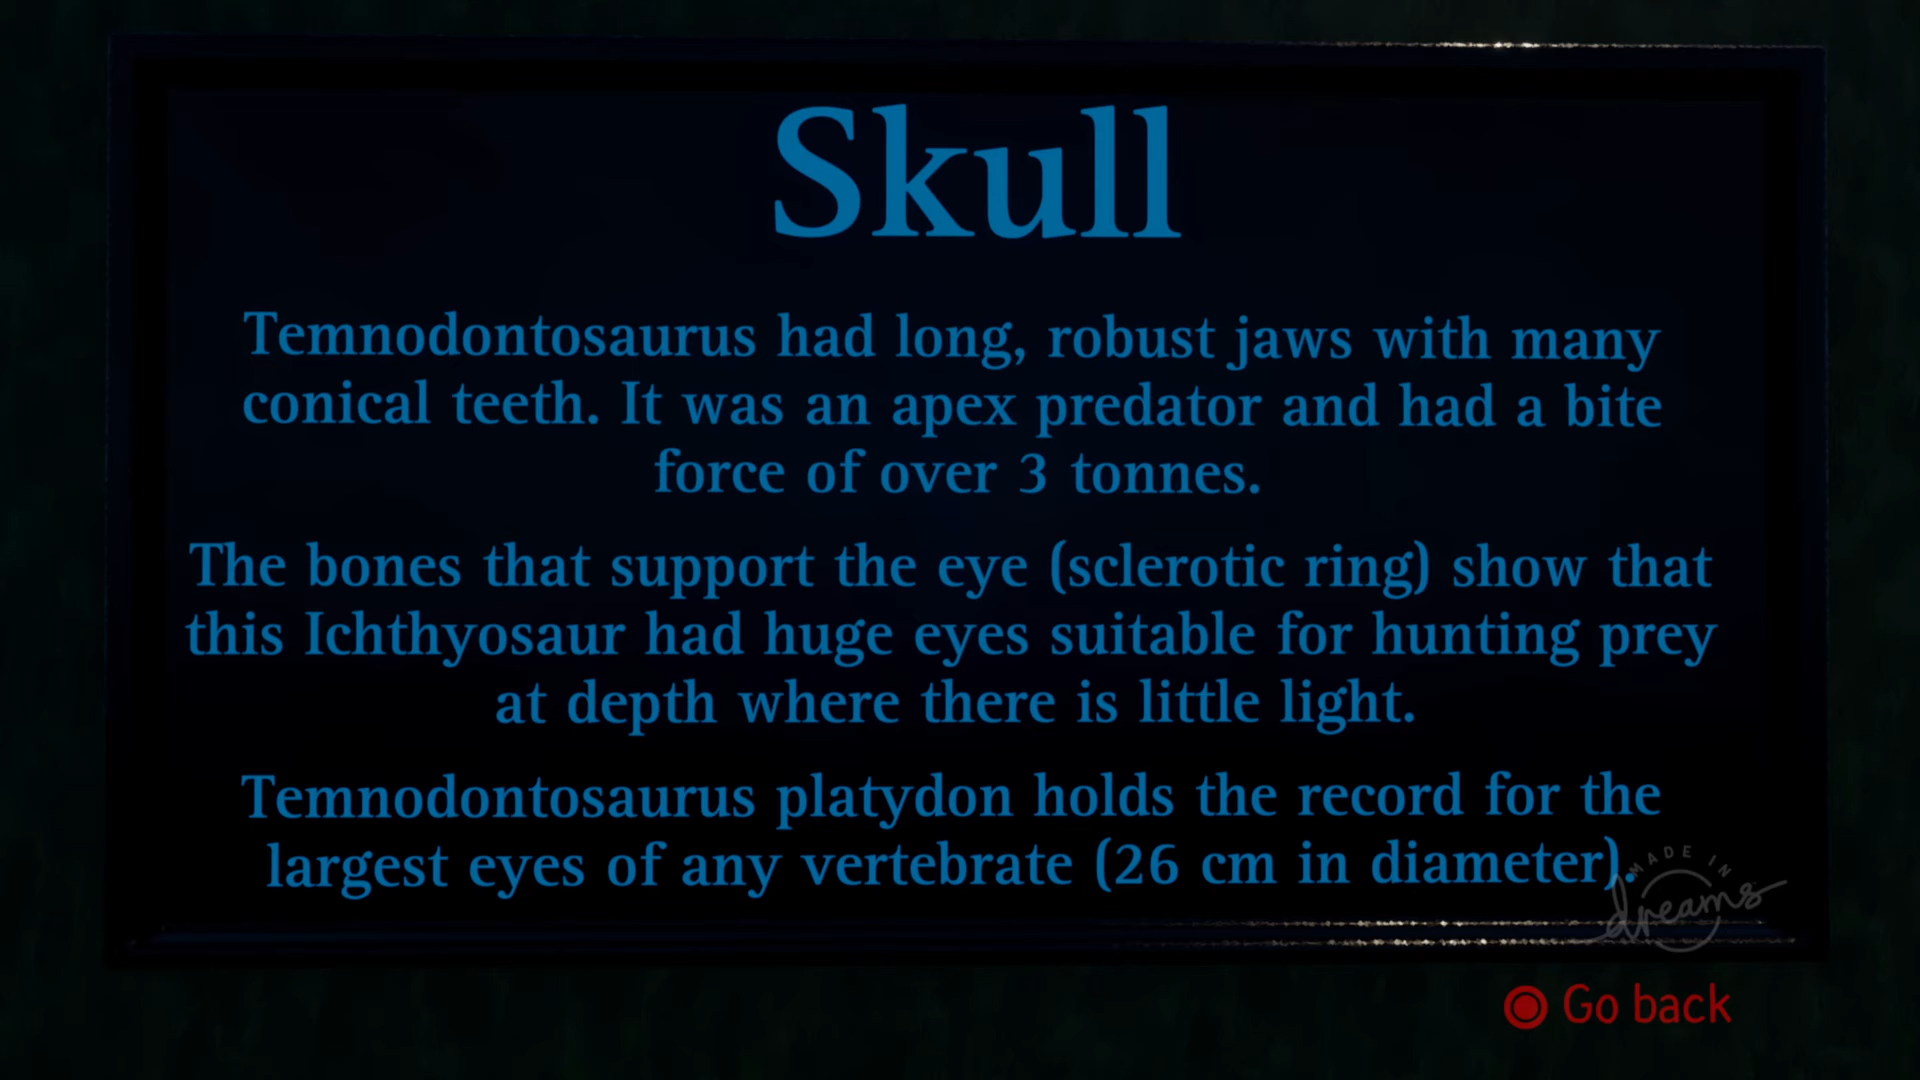 Skull
Temnodontosaurus had long, robust jaws with many
conical teeth. It was an apex predator and had a bite
force of over 3 tonnes.
The bones that support the eye (sclerotic ring) show that
this Ichthyosaur had huge eyes suitable for hunting prey
at depth where there is little light.
Temnodontosaurus platydon holds the record for the
largest eyes of any vertebrate (26 cm in diameter).
MADE IN
dreams
Go back